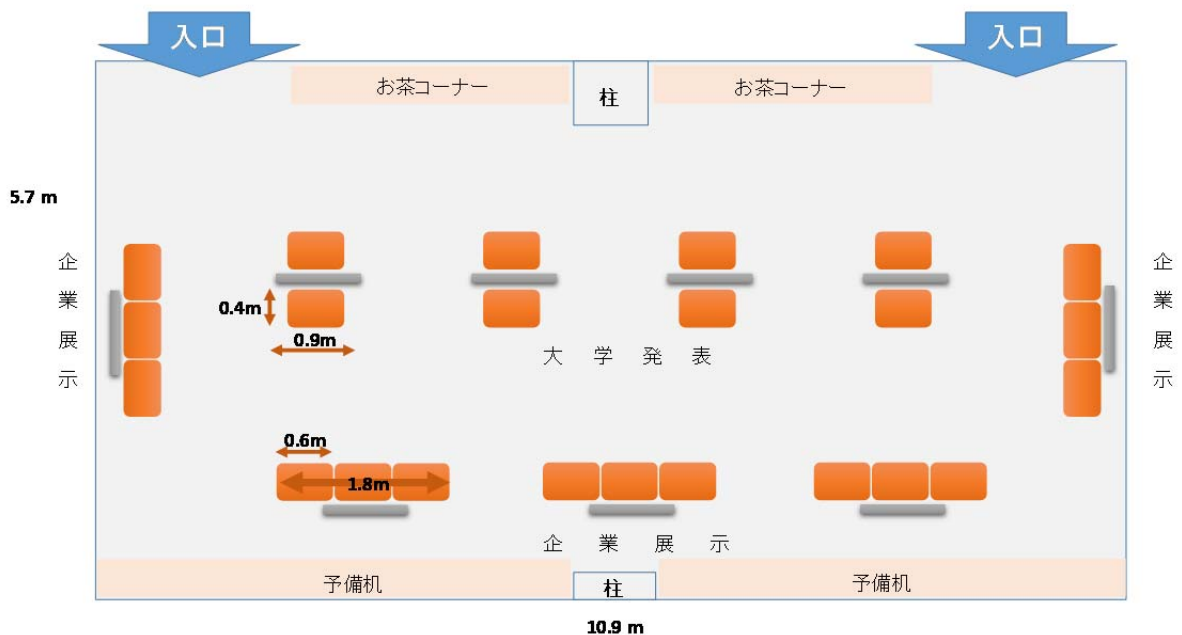 入口
入口
お茶コーナー
柱
お茶コーナー
5.7 m
企業展示
企業展示
0.4m
0.9m
大学発表
0.6m
1.8m
企業展示
予備机
柱
予備机
10.9 m